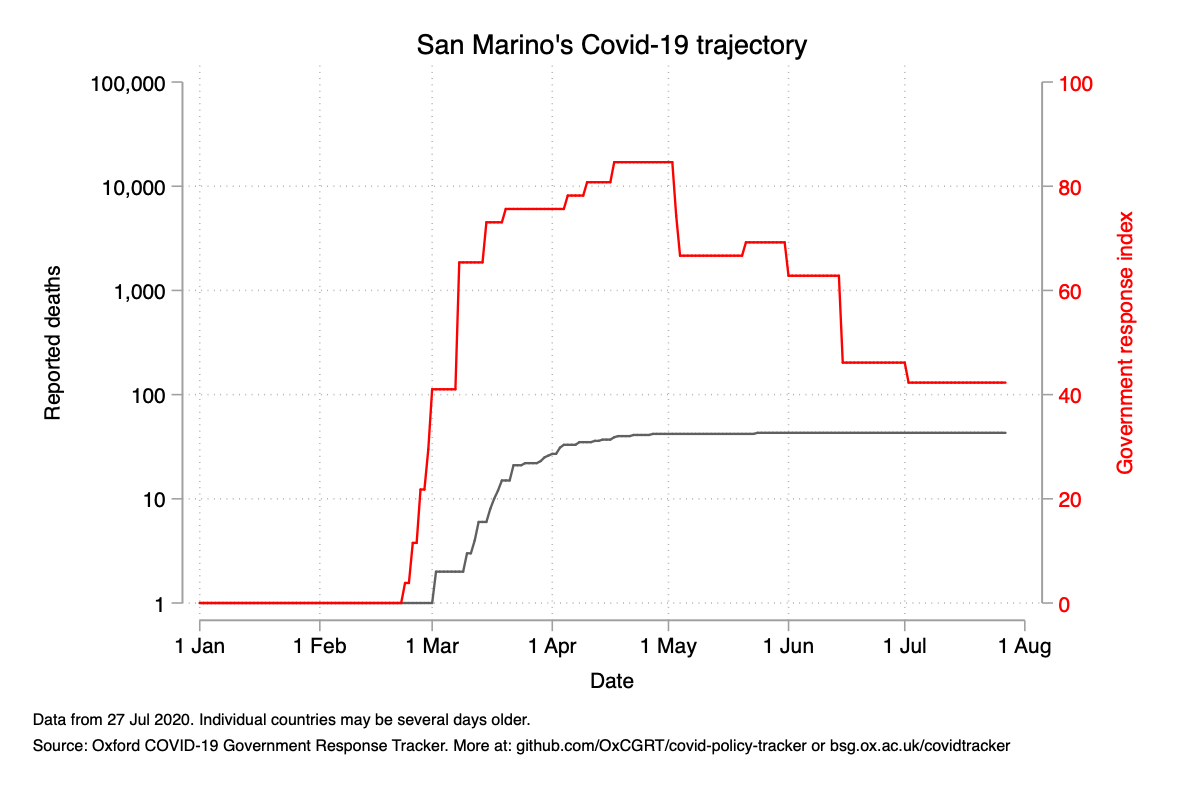 San Marino's Covid-19 trajectory
100,000
10,000
1,000
100
10
1
Reported deaths
100
80
60
40
20
0
Government response index
1 Jan 1 Feb 1 Mar 1 Apr 1 May 1 Jun 1 Jul 1 Aug
Date
Data from 27 Jul 2020. Individual countries may be several days older.
Source: Oxford COVID-19 Government Response Tracker. More at: github.com/OxCGRT/covid-policy-tracker or bsg.ox.ac.uk/covidtracker